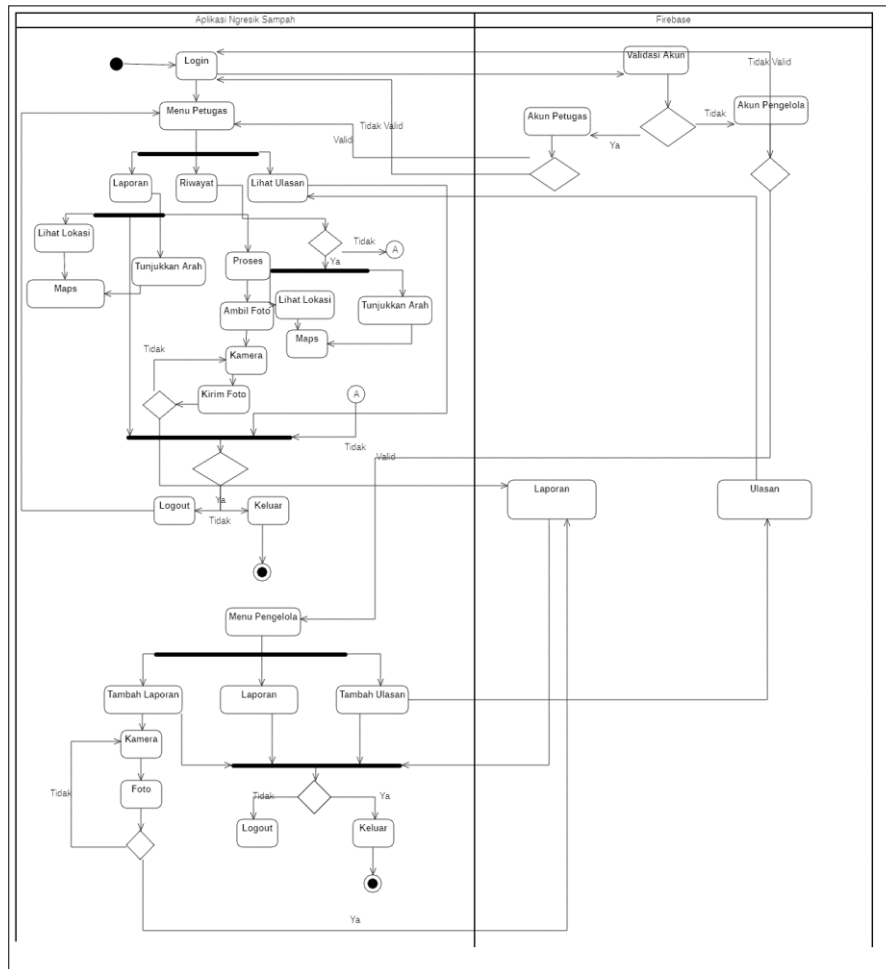 Aplikasi Ngresik Sampah
Firebase
Login
Validasi Akun
Tidak Valid
Menu Petugas
Akun Petugas
Tidak
Akun Pengelola
Tidak Valid
Valid
Ya
Laporan
Riwayat
Lihat Ulasan
Lihat Lokasi
Tidak
A
Proses
Ya
Tunjukkan Arah
Maps
Ambil Foto
Lihat Lokasi
Tunjukkan Arah
Maps
Tidak
Kamera
Kirim Foto
A
Tidak
Valid
Laporan
Ulasan
Logout
Ya
Keluar
Tidak
Menu Pengelola
Tambah Laporan
Laporan
Tambah Ulasan
Kamera
Tidak
Foto
Tidak
Ya
Logout
Keluar
Ya